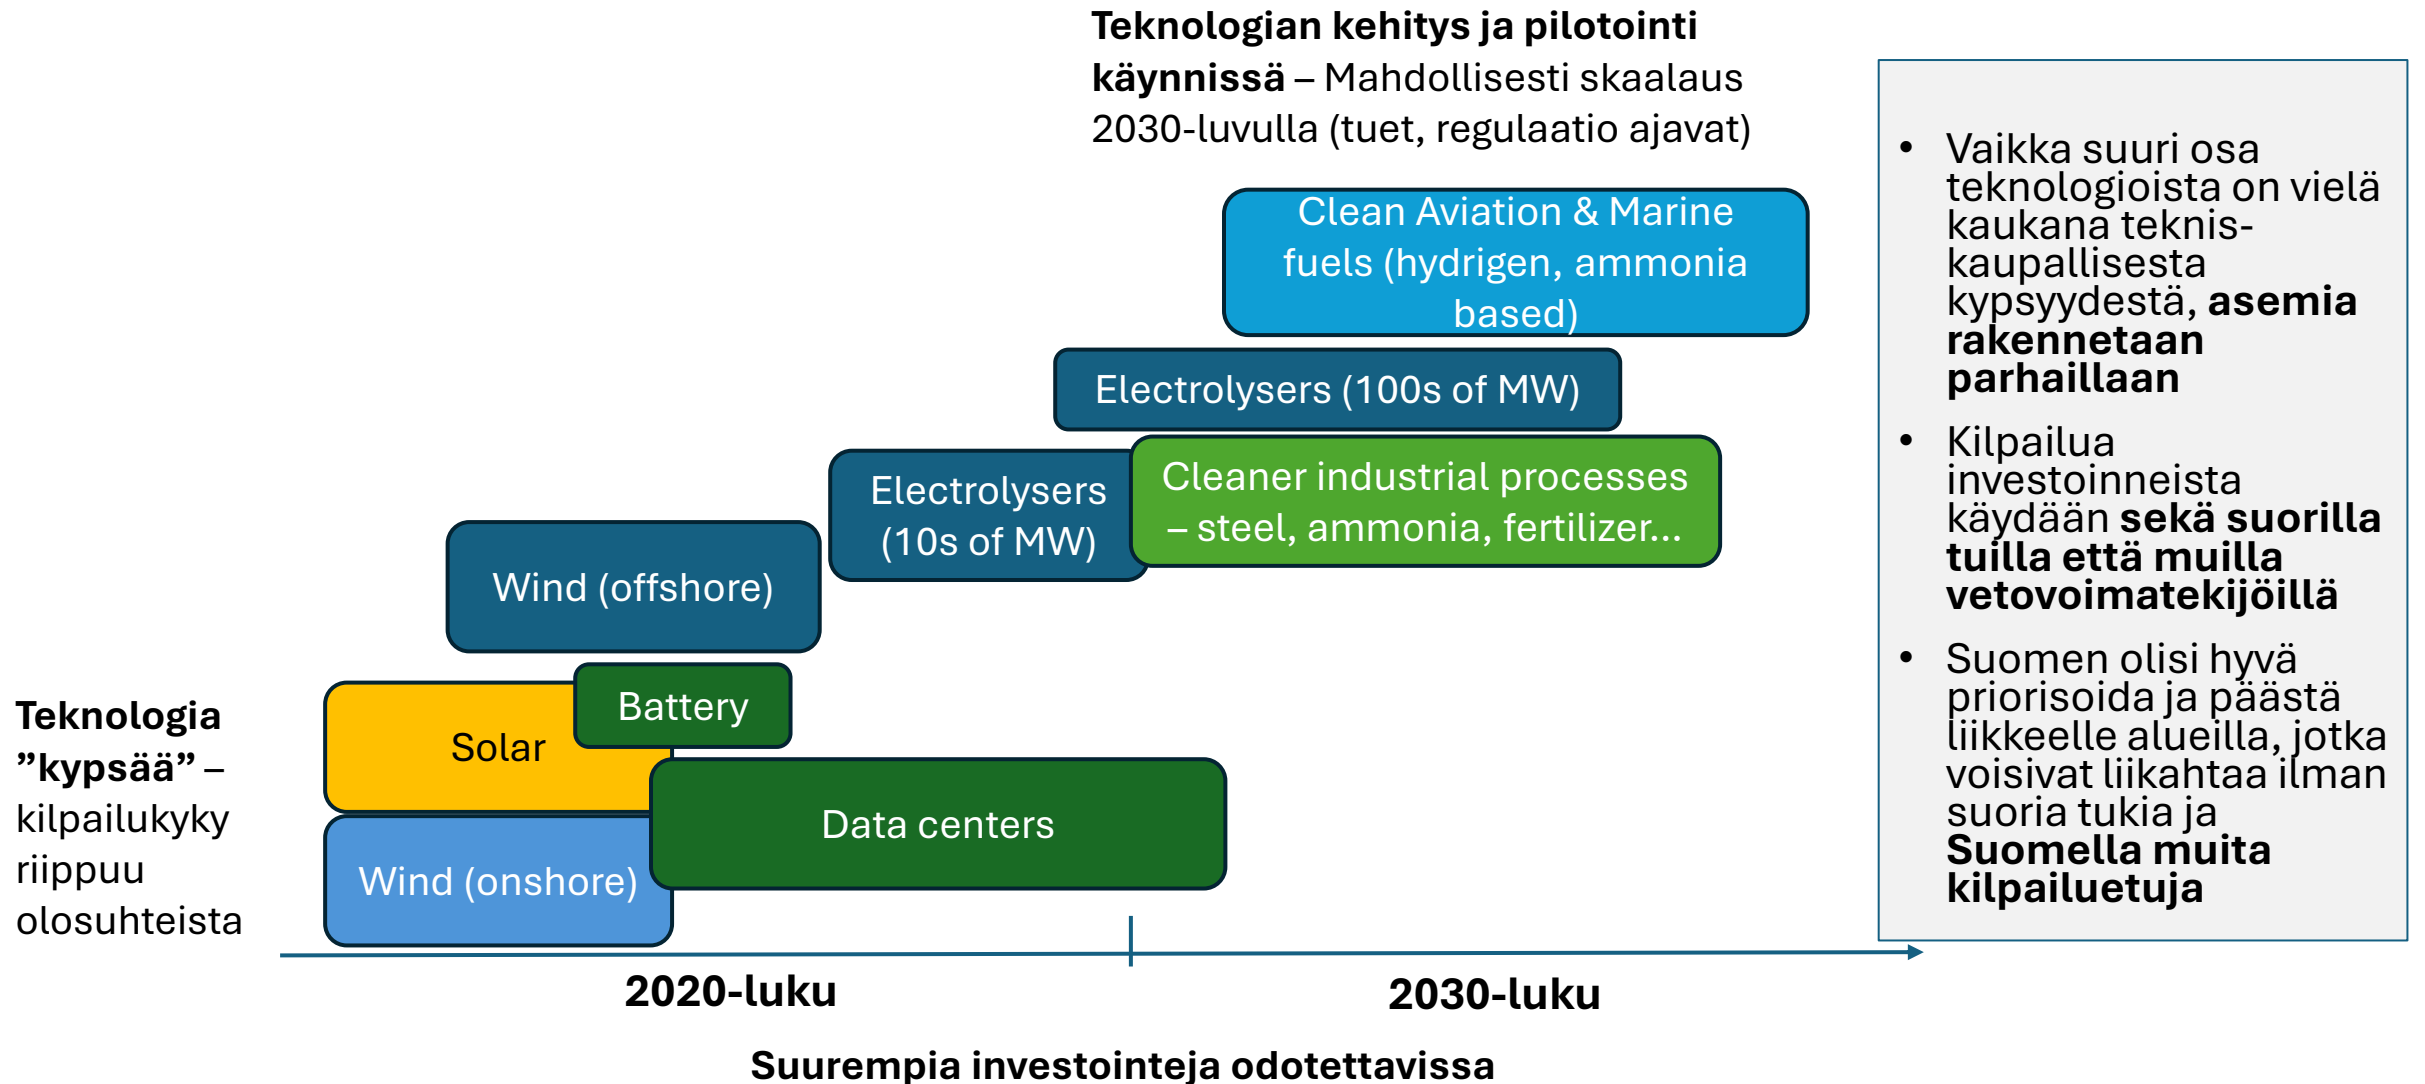 Teknologian kehitys ja pilotointi
käynnissä – Mahdollisesti skaalaus
2030-luvulla (tuet, regulaatio ajavat)
Clean Aviation & Marine
fuels (hydrigen, ammonia
based)
Electrolysers (100s of MW)
Electrolysers
(10s of MW)
Cleaner industrial processes
– steel, ammonia, fertilizer...
Wind (offshore)
Battery
Solar
Data centers
Wind (onshore)
Teknologia
”kypsää” –
kilpailukyky
riippuu
olosuhteista
2020-luku
2030-luku
Suurempia investointeja odotettavissa
• Vaikka suuri osa
teknologioista on vielä
kaukana teknis-
kaupallisesta
kypsyydestä, asemia
rakennetaan
parhaillaan
• Kilpailua
investoinneista
käydään sekä suorilla
tuilla että muilla
vetovoimatekijöillä
• Suomen olisi hyvä
priorisoida ja päästä
liikkeelle alueilla, jotka
voisivat liikahtaa ilman
suoria tukia ja
Suomella muita
kilpailuetuja